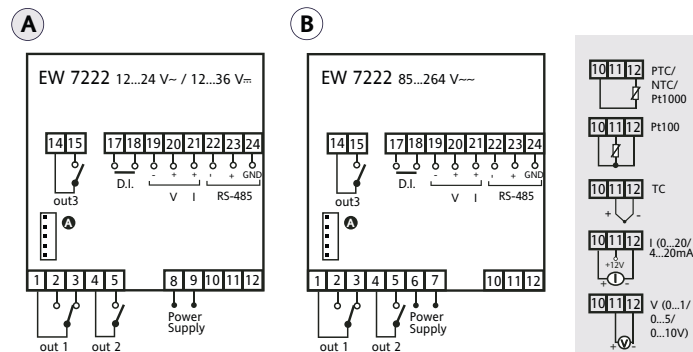 A
B
EW 7222 12...24 V~ / 12...36 V⎓
14 15
17 18 19 20 21 22 23 24
- + + - + GND
D.I.
V I
RS-485
out3
A
1 2 3 4 5 8 9 10 11 12
Power
Supply
out 1
out 2
EW 7222 85...264 V~~
14 15
17 18 19 20 21 22 23 24
- + + - + GND
D.I.
V I
RS-485
out3
A
1 2 3 4 5 6 7 10 11 12
Power
Supply
out 1
out 2
10 11 12
PTC/
NTC/
Pt1000
10 11 12
Pt100
10 11 12
TC
+ -
10 11 12
I (0...20/
4...20mA
+12V
+ I -
10 11 12
V (0...1/
0...5/
0...10V)
+ V -